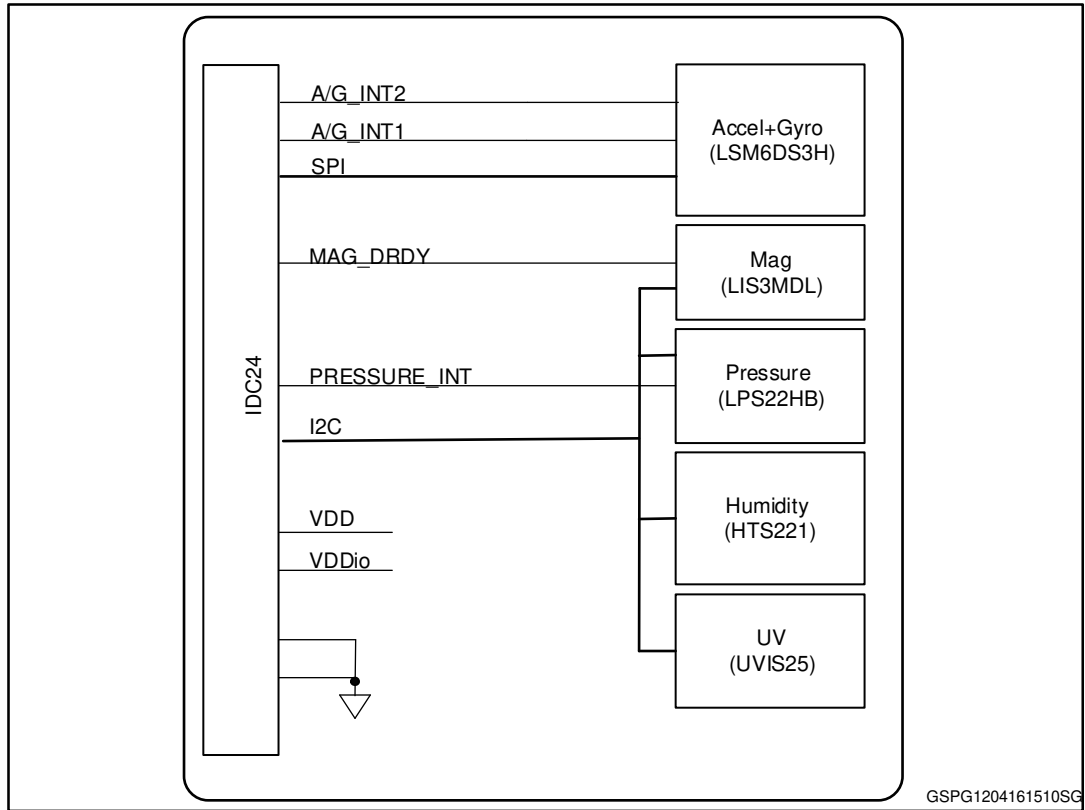 A/G_INT2
A/G_INT1
SPI
Accel+Gyro
(LSM6DS3H)
MAG_DRDY
Mag
(LIS3MDL)
IDC24
PRESSURE_INT
Pressure
(LPS22HB)
I2C
Humidity
(HTS221)
VDD
VDDio
UV
(UVIS25)
GSPG1204161510SG